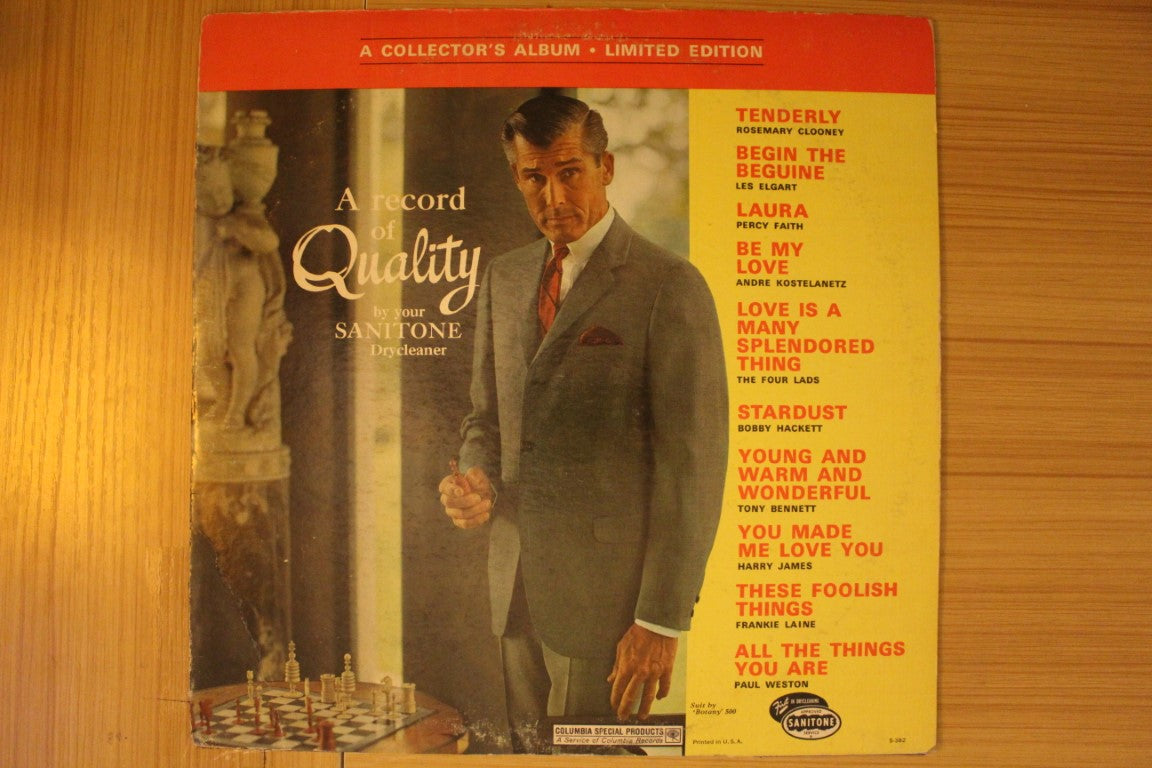 A COLLECTOR'S ALBUM • LIMITED EDITION
A record
of
Quality
by your
SANITONE
Drycleaner
TENDERLY
ROSEMARY CLOONEY
BEGIN THE
BEGUINE
LES ELGART
LAURA
PERCY FAITH
BE MY
LOVE
ANDRE KOSTELANETZ
LOVE IS A
MANY
SPLENDORED
THING
THE FOUR LADS
STARDUST
BOBBY HACKETT
YOUNG AND
WARM AND
WONDERFUL
TONY BENNETT
YOU MADE
ME LOVE YOU
HARRY JAMES
THESE FOOLISH
THINGS
FRANKIE LAINE
ALL THE THINGS
YOU ARE
PAUL WESTON
Suit by
'Botany' 500
COLUMBIA SPECIAL PRODUCTS
A Service of Columbia Records
Printed in U.S.A.
IN DRYCLEANING
APPROVED
SANITONE
SERVICE